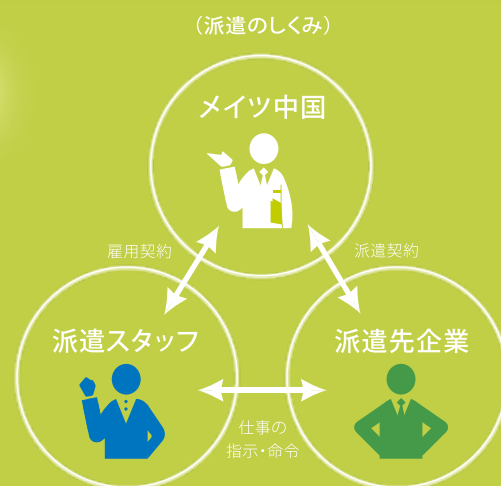 （派遣のしくみ）
メイツ中国
雇用契約
派遣契約
派遣スタッフ
派遣先企業
仕事の
指示・命令